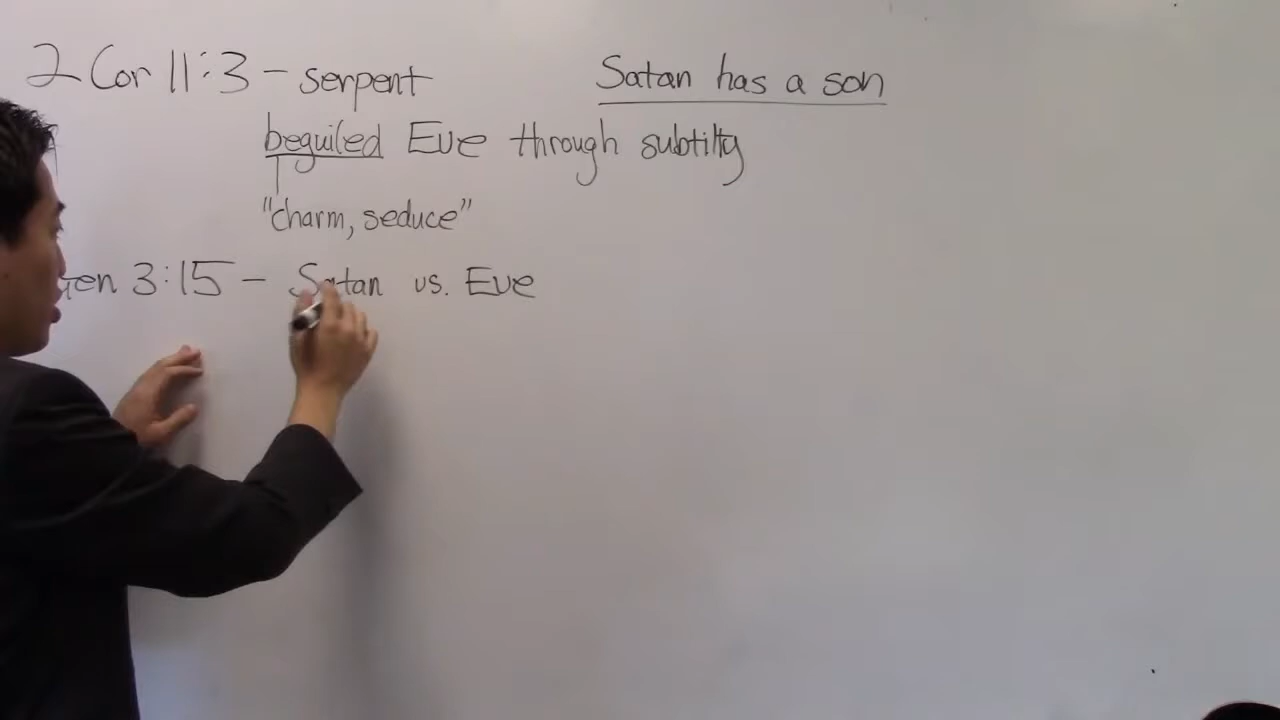 Satan has a son
2 Cor 11:3 - serpent
beguiled Eve through subtilty
"charm, seduce"
Gen 3:15 - Satan vs. Eve